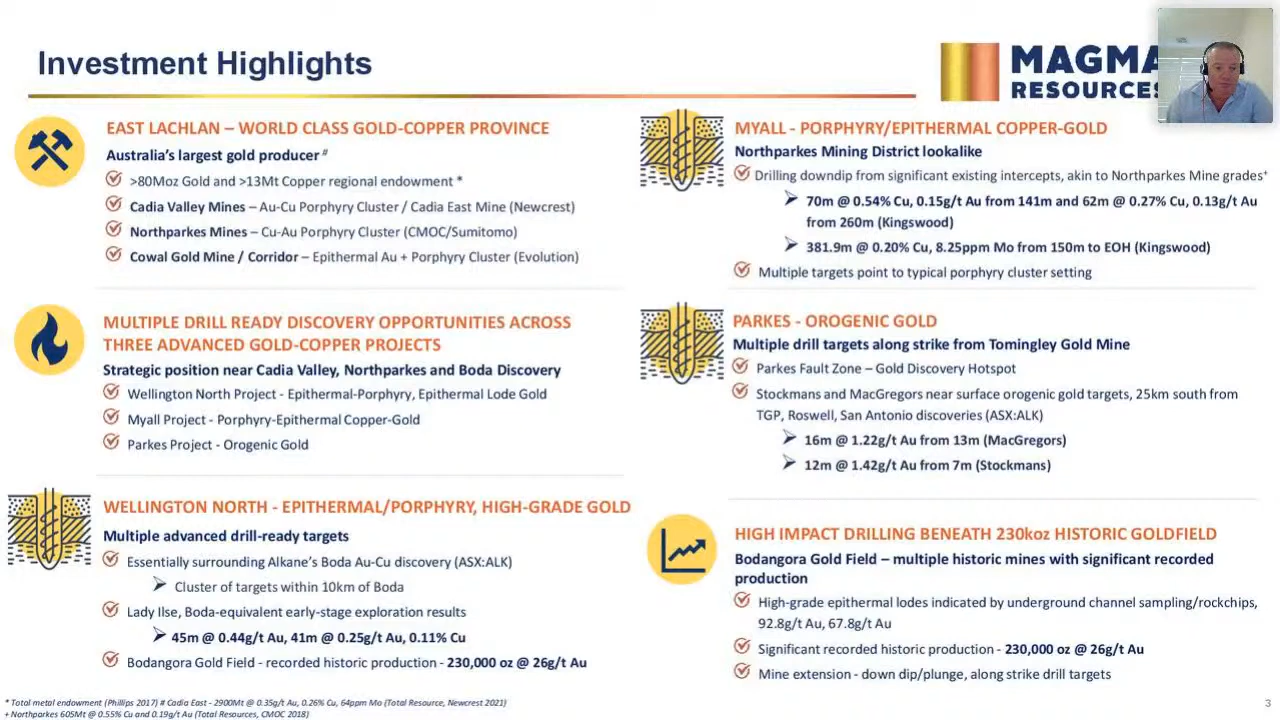 Investment Highlights
MAGMA
RESOURCES
EAST LACHLAN – WORLD CLASS GOLD-COPPER PROVINCE
Australia's largest gold producer #
>80Moz Gold and >13Mt Copper regional endowment *
Cadia Valley Mines – Au-Cu Porphyry Cluster / Cadia East Mine (Newcrest)
Northparkes Mines – Cu-Au Porphyry Cluster (CMOC/Sumitomo)
Cowal Gold Mine / Corridor – Epithermal Au + Porphyry Cluster (Evolution)
MULTIPLE DRILL READY DISCOVERY OPPORTUNITIES ACROSS
THREE ADVANCED GOLD-COPPER PROJECTS
Strategic position near Cadia Valley, Northparkes and Boda Discovery
Wellington North Project - Epithermal-Porphyry, Epithermal Lode Gold
Myall Project - Porphyry-Epithermal Copper-Gold
Parkes Project - Orogenic Gold
WELLINGTON NORTH - EPITHERMAL/PORPHYRY, HIGH-GRADE GOLD
Multiple advanced drill-ready targets
Essentially surrounding Alkane's Boda Au-Cu discovery (ASX:ALK)
Cluster of targets within 10km of Boda
Lady Ilse, Boda-equivalent early-stage exploration results
45m @ 0.44g/t Au, 41m @ 0.25g/t Au, 0.11% Cu
Bodangora Gold Field - recorded historic production - 230,000 oz @ 26g/t Au
MYALL - PORPHYRY/EPITHERMAL COPPER-GOLD
Northparkes Mining District lookalike
Drilling downdip from significant existing intercepts, akin to Northparkes Mine grades+
70m @ 0.54% Cu, 0.15g/t Au from 141m and 62m @ 0.27% Cu, 0.13g/t Au
from 260m (Kingswood)
381.9m @ 0.20% Cu, 8.25ppm Mo from 150m to EOH (Kingswood)
Multiple targets point to typical porphyry cluster setting
PARKES - OROGENIC GOLD
Multiple drill targets along strike from Tomingley Gold Mine
Parkes Fault Zone – Gold Discovery Hotspot
Stockmans and MacGregors near surface orogenic gold targets, 25km south from
TGP, Roswell, San Antonio discoveries (ASX:ALK)
16m @ 1.22g/t Au from 13m (MacGregors)
12m @ 1.42g/t Au from 7m (Stockmans)
HIGH IMPACT DRILLING BENEATH 230koz HISTORIC GOLDFIELD
Bodangora Gold Field – multiple historic mines with significant recorded
production
High-grade epithermal lodes indicated by underground channel sampling/rockchips,
92.8g/t Au, 67.8g/t Au
Significant recorded historic production - 230,000 oz @ 26g/t Au
Mine extension - down dip/plunge, along strike drill targets
* Total metal endowment (Phillips 2017) # Cadia East - 2900Mt @ 0.35g/t Au, 0.26% Cu, 64ppm Mo (Total Resource, Newcrest 2021)
+ Northparkes 605Mt @ 0.55% Cu and 0.19g/t Au (Total Resources, CMOC 2018)
3